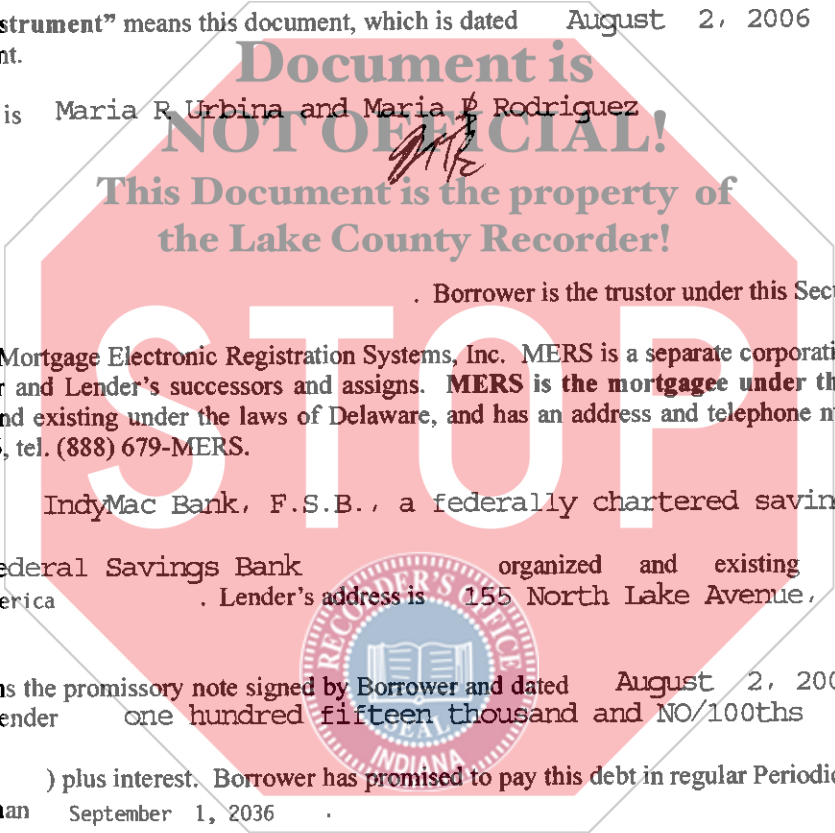 strument” means this document, which is dated August 2, 2006
nt.
Document is
is Maria R Urbina and Maria P Rodriguez
NOT OFFICIAL!
MPR
This Document is the property of
the Lake County Recorder!
. Borrower is the trustor under this Secu
STOP
Mortgage Electronic Registration Systems, Inc. MERS is a separate corporati
r and Lender’s successors and assigns. MERS is the mortgagee under th
nd existing under the laws of Delaware, and has an address and telephone n
, tel. (888) 679-MERS.
IndyMac Bank, F.S.B., a federally chartered savin
ederal Savings Bank organized and existing
erica . Lender’s address is 155 North Lake Avenue,
RECORDER'S OFFICE
ns the promissory note signed by Borrower and dated August 2, 200
ender one hundred fifteen thousand and NO/100ths
SEAL
INDIANA
) plus interest. Borrower has promised to pay this debt in regular Periodic
an September 1, 2036 .